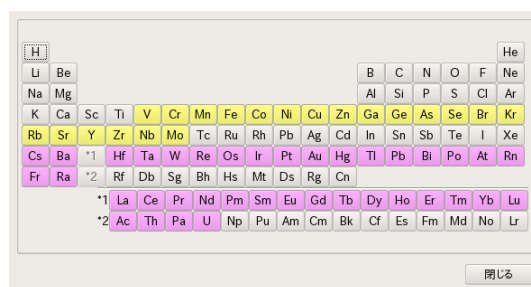 H He
Li Be B C N O F Ne
Na Mg Al Si P S Cl Ar
K Ca Sc Ti V Cr Mn Fe Co Ni Cu Zn Ga Ge As Se Br Kr
Rb Sr Y Zr Nb Mo Tc Ru Rh Pb Ag Cd In Sn Sb Te I Xe
Cs Ba *1 Hf Ta W Re Os Ir Pt Au Hg Tl Pb Bi Po At Rn
Fr Ra *2 Rf Db Sg Bh Hs Mt Ds Rg Cn
*1 La Ce Pr Nd Pm Sm Eu Gd Tb Dy Ho Er Tm Yb Lu
*2 Ac Th Pa U Np Pu Am Cm Bk Cf Es Fm Md No Lr
閉じる